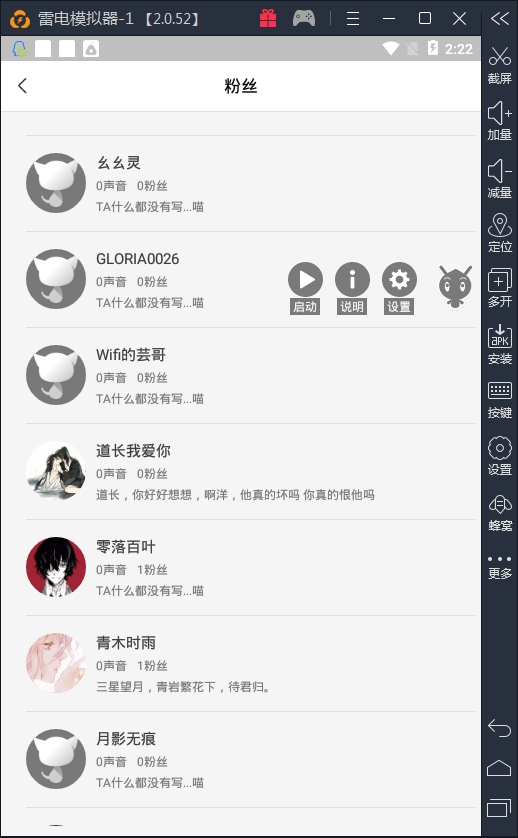 雷电模拟器-1 【2.0.52】
2:22
粉丝
幺幺灵
0声音 0粉丝
TA什么都没有写...喵
GLORIA0026
0声音 0粉丝
TA什么都没有写...喵
启动 说明 设置
Wifi的芸哥
0声音 0粉丝
TA什么都没有写...喵
道长我爱你
0声音 0粉丝
道长，你好好想想，啊洋，他真的坏吗 你真的恨他吗
零落百叶
0声音 1粉丝
TA什么都没有写...喵
青木时雨
0声音 1粉丝
三星望月，青岩繁花下，待君归。
月影无痕
0声音 0粉丝
TA什么都没有写...喵
截屏
加量
减量
定位
多开
APK
安装
按键
设置
蜂窝
更多